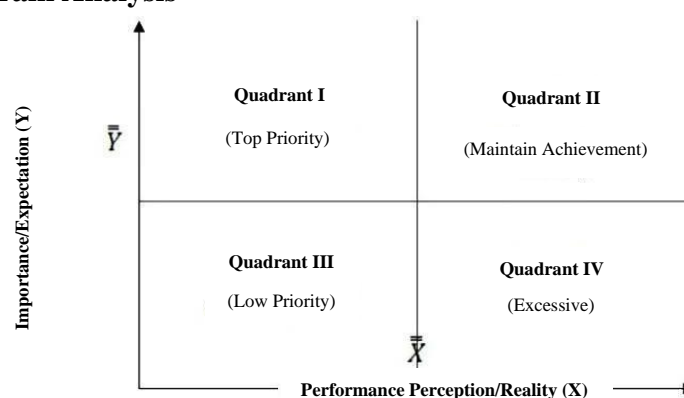 Analysis
Quadrant I
(Top Priority)
Quadrant II
(Maintain Achievement)
Importance/Expectation (Y)
Y̿
Quadrant III
(Low Priority)
Quadrant IV
(Excessive)
X̿
Performance Perception/Reality (X)